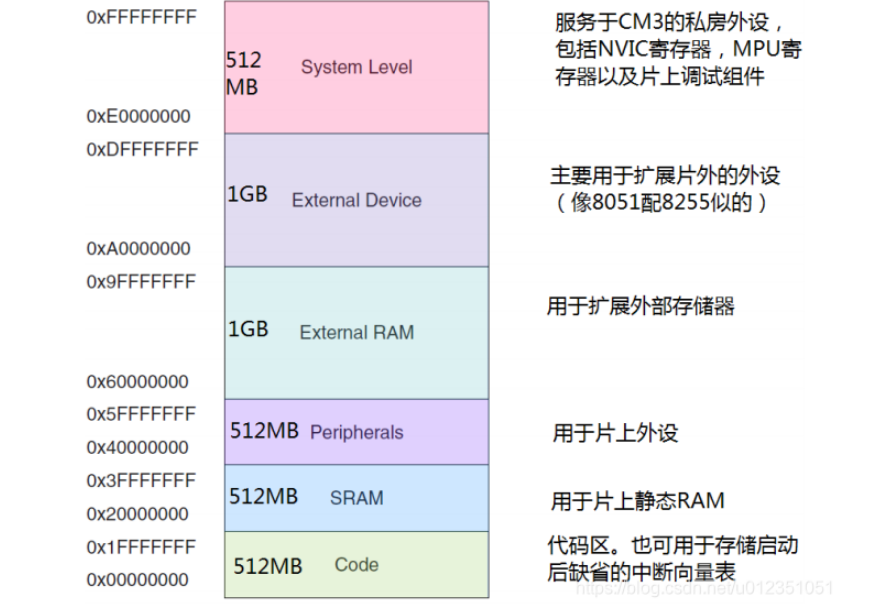 0xFFFFFFFF
512
MB
System Level
0xE0000000
服务于CM3的私房外设，
包括NVIC寄存器，MPU寄
存器以及片上调试组件
0xDFFFFFFF
1GB External Device
0xA0000000
主要用于扩展片外的外设
（像8051配8255似的）
0x9FFFFFFF
1GB External RAM
0x60000000
用于扩展外部存储器
0x5FFFFFFF
512MB Peripherals
0x40000000
用于片上外设
0x3FFFFFFF
512MB SRAM
0x20000000
用于片上静态RAM
0x1FFFFFFF
512MB Code
0x00000000
代码区。也可用于存储启动
后缺省的中断向量表
https://blog.csdn.net/u012351051